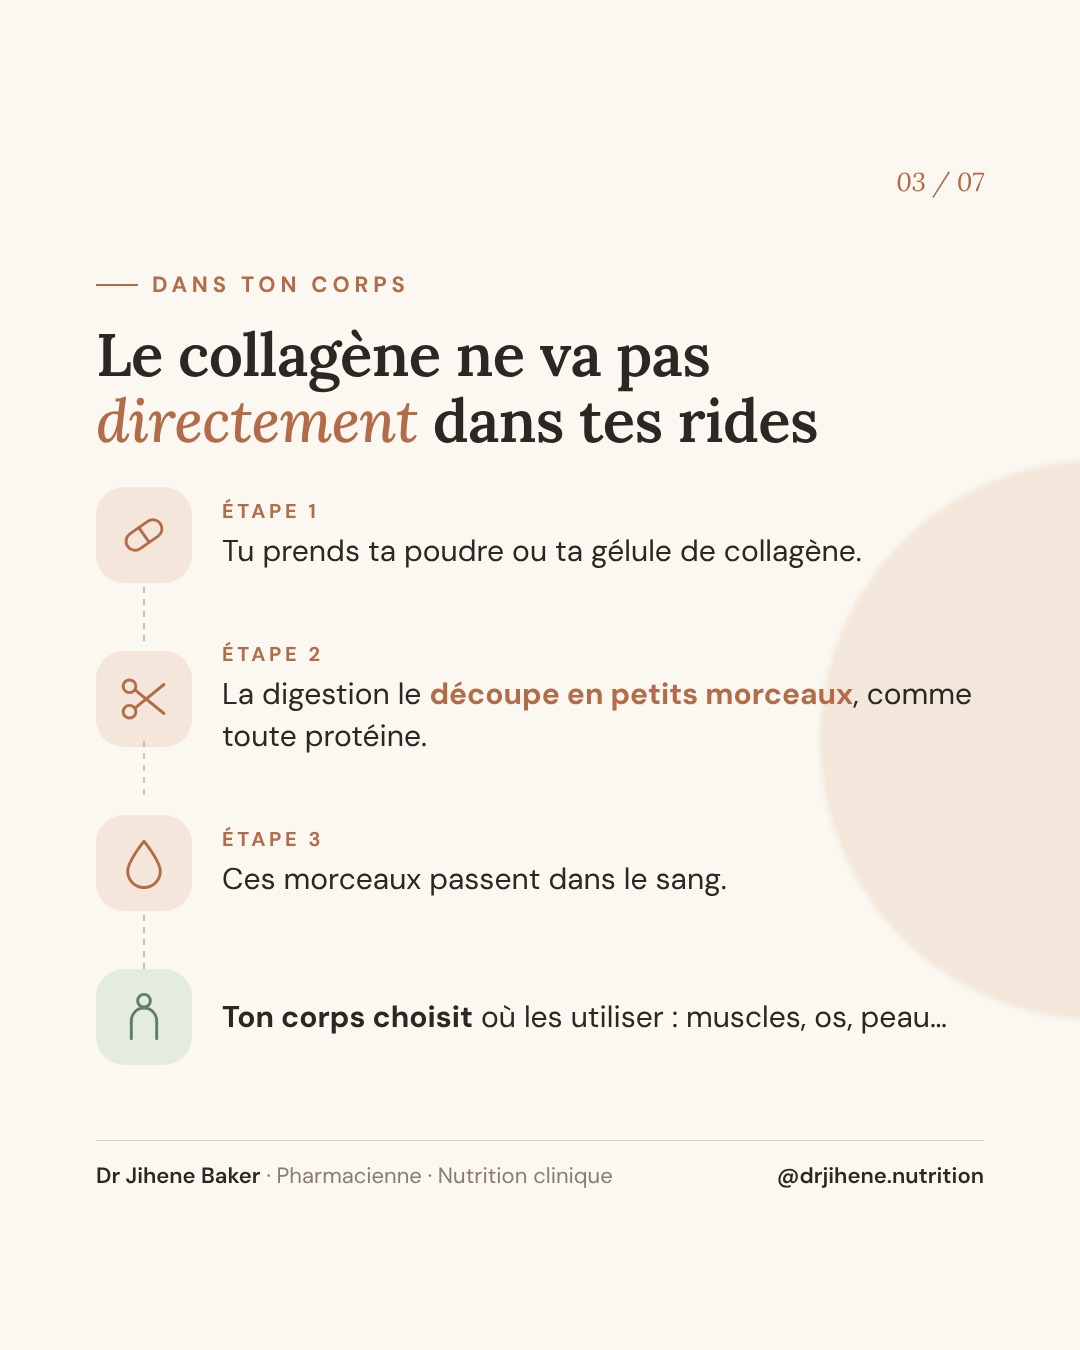 03 / 07
DANS TON CORPS
Le collagène ne va pas
directement dans tes rides
ÉTAPE 1
Tu prends ta poudre ou ta gélule de collagène.
ÉTAPE 2
La digestion le découpe en petits morceaux, comme
toute protéine.
ÉTAPE 3
Ces morceaux passent dans le sang.
Ton corps choisit où les utiliser : muscles, os, peau...
Dr Jihene Baker · Pharmacienne · Nutrition clinique
@drjihene.nutrition